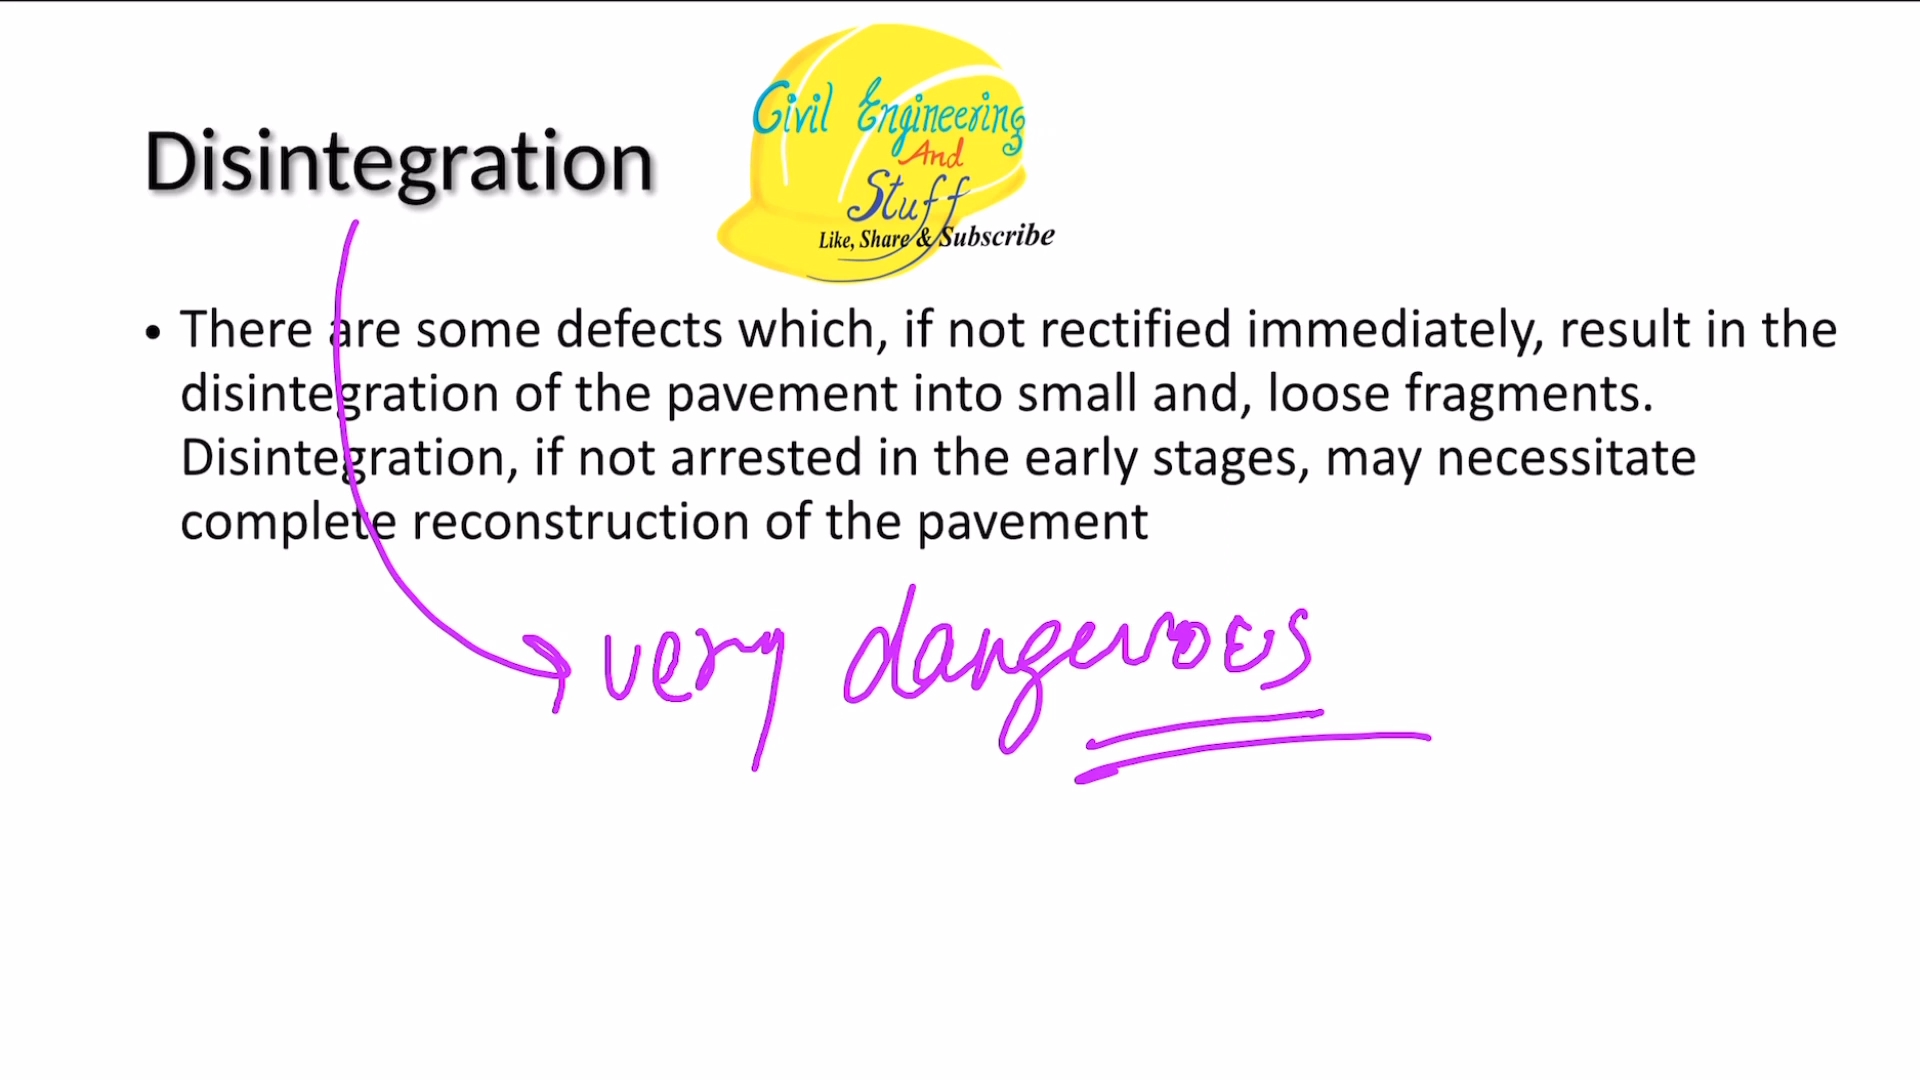 Civil Engineering
And
Stuff
Like, Share & Subscribe
Disintegration
• There are some defects which, if not rectified immediately, result in the
disintegration of the pavement into small and, loose fragments.
Disintegration, if not arrested in the early stages, may necessitate
complete reconstruction of the pavement
very dangerous